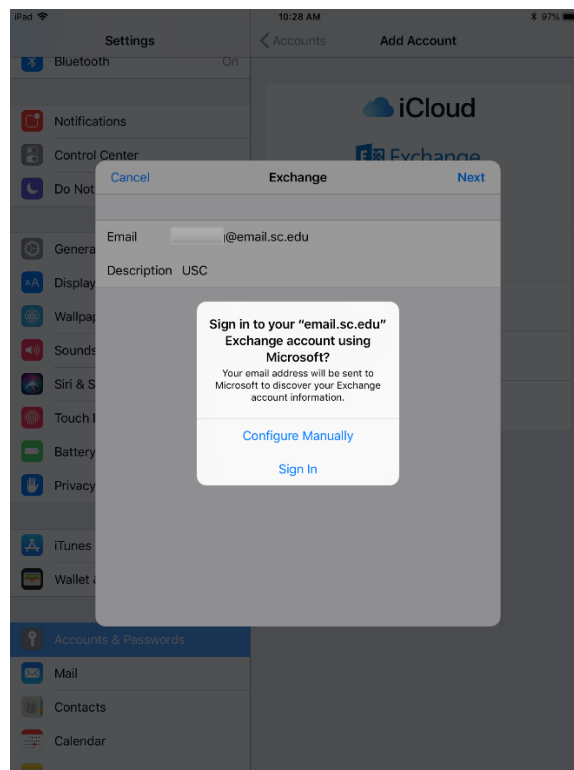 iPad 10:28 AM 97%
Settings
Accounts
Add Account
Bluetooth On
Notifications
Control Center
Do Not
Genera
Display
Wallpap
Sounds
Siri & S
Touch I
Battery
Privacy
iTunes
Wallet &
Accounts & Passwords
Mail
Contacts
Calendar
iCloud
Exchange
Cancel
Exchange
Next
Email @email.sc.edu
Description USC
Sign in to your “email.sc.edu”
Exchange account using
Microsoft?
Your email address will be sent to
Microsoft to discover your Exchange
account information.
Configure Manually
Sign In